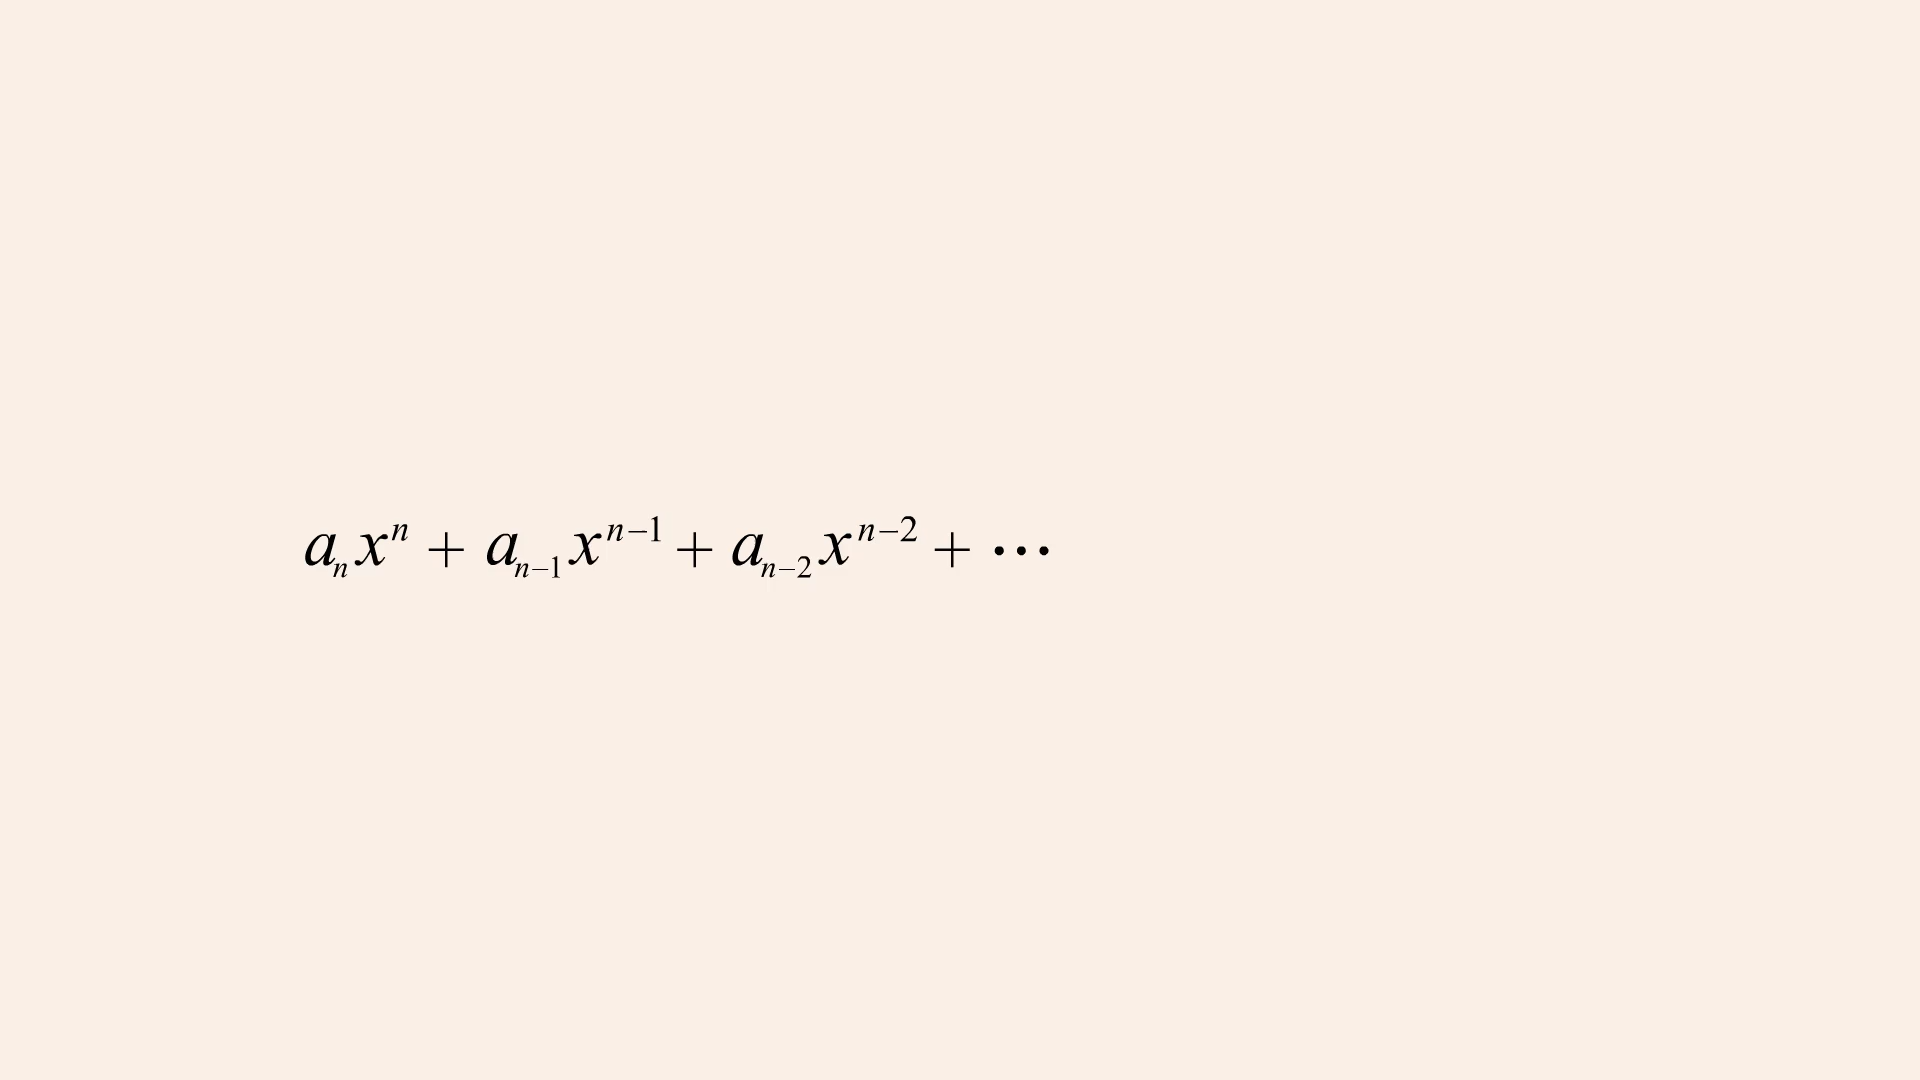 aₙxⁿ + aₙ₋₁xⁿ⁻¹ + aₙ₋₂xⁿ⁻² + ⋯